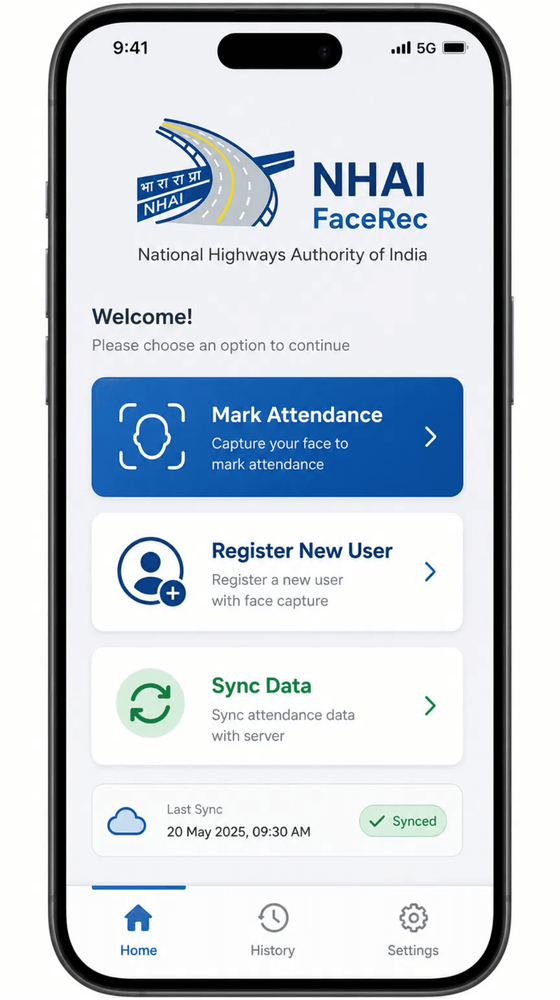 9:41
5G
भा रा रा प्रा
NHAI
NHAI
FaceRec
National Highways Authority of India
Welcome!
Please choose an option to continue
Mark Attendance
Capture your face to
mark attendance
Register New User
Register a new user
with face capture
Sync Data
Sync attendance data
with server
Last Sync
20 May 2025, 09:30 AM
Synced
Home
History
Settings